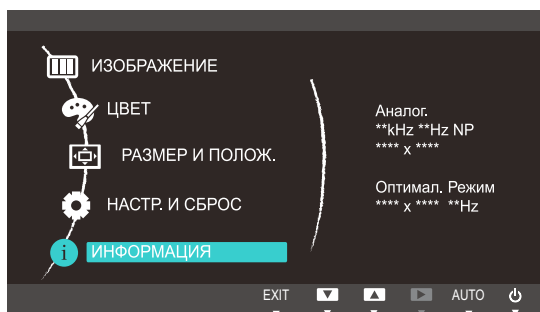 ИЗОБРАЖЕНИЕ
ЦВЕТ
РАЗМЕР И ПОЛОЖ.
НАСТР. И СБРОС
i ИНФОРМАЦИЯ
Аналог.
**kHz **Hz NP
**** x ****
Оптимал. Режим
**** x **** **Hz
EXIT AUTO